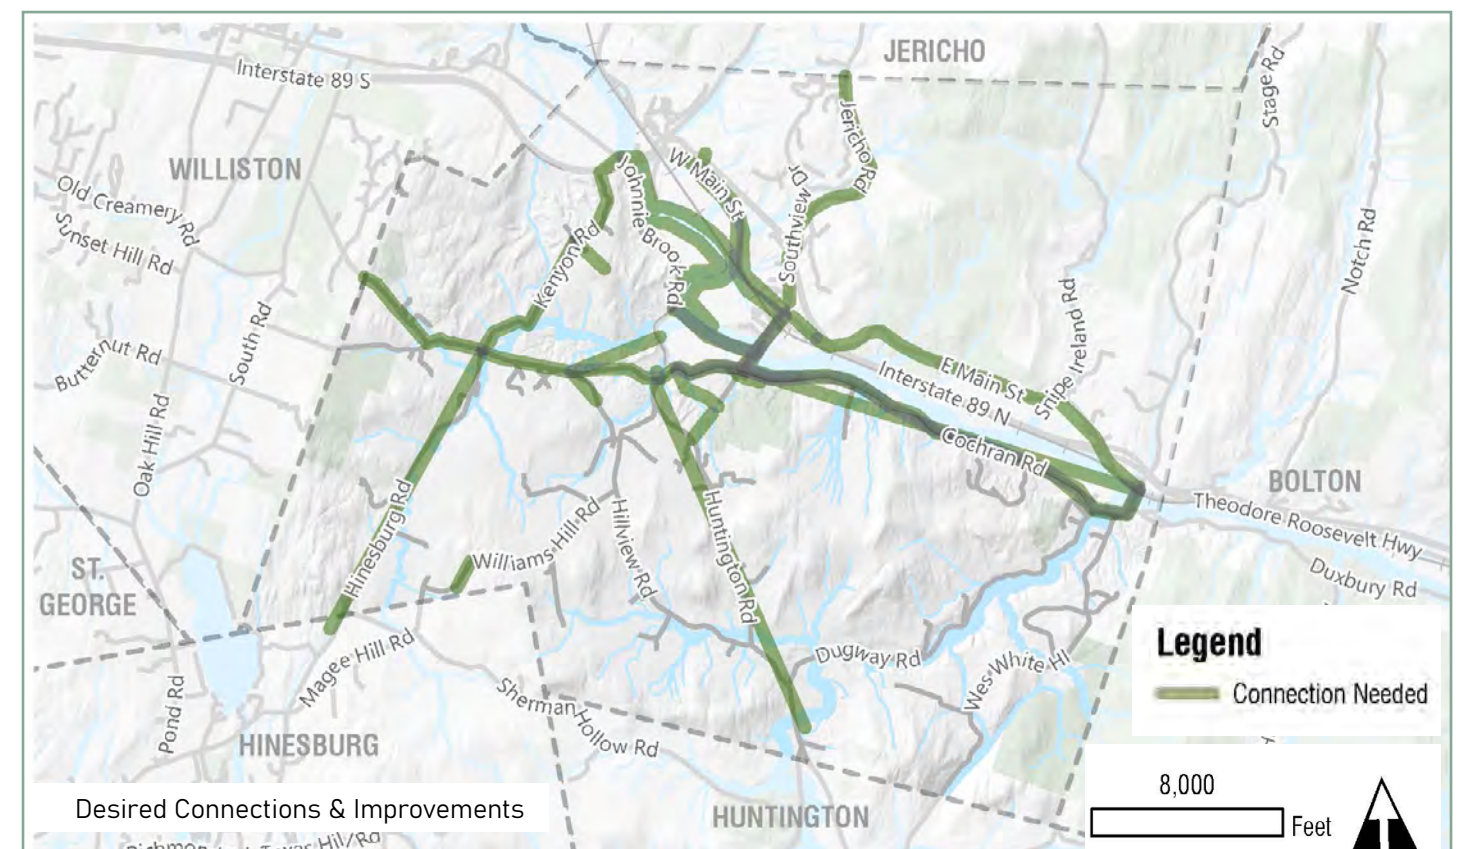 JERICHO
Interstate 89 S
Stage Rd
Jericho Rd
WILLISTON
W Main St
Johnnie Brook Rd
Southview Dr
Old Creamery Rd
Sunset Hill Rd
Kenyon Rd
Notch Rd
South Rd
Snipe Ireland Rd
Butternut Rd
E Main St
Interstate 89 N
Oak Hill Rd
Cochran Rd
BOLTON
Theodore Roosevelt Hwy
Hinesburg Rd
Williams Hill Rd
Hillview Rd
Huntington Rd
Duxbury Rd
ST.
GEORGE
Magee Hill Rd
Dugway Rd
Wes White Hl
Pond Rd
Sherman Hollow Rd
HINESBURG
HUNTINGTON
Legend
Connection Needed
8,000
Feet
Desired Connections & Improvements